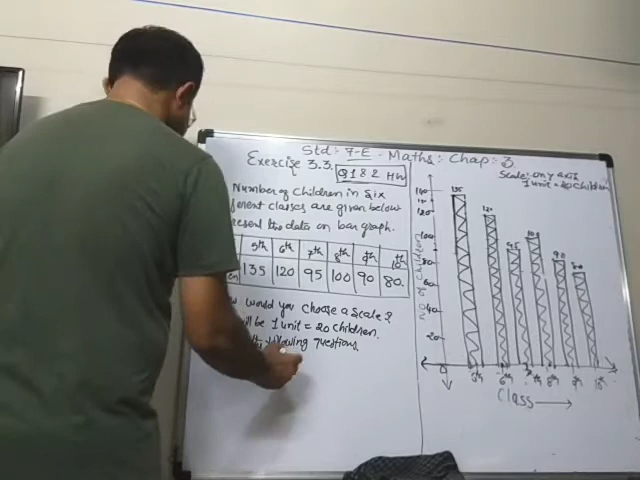 Std: 7-E - Maths: Chap: 3
Exercise 3.3. Q1&2 HW
Number of Children in Six
ferent classes are given below
resent the data on bar graph.
5th 6th 7th 8th 9th 10th
135 120 95 100 90 80
would you choose a Scale?
ill be 1 unit = 20 children.
following questions.
Scale: on y axis
1 unit = 20 children
140
120
100
80
60
40
20
135
120
95
100
90
80
5th 6th 7th 8th 9th 10th
Class